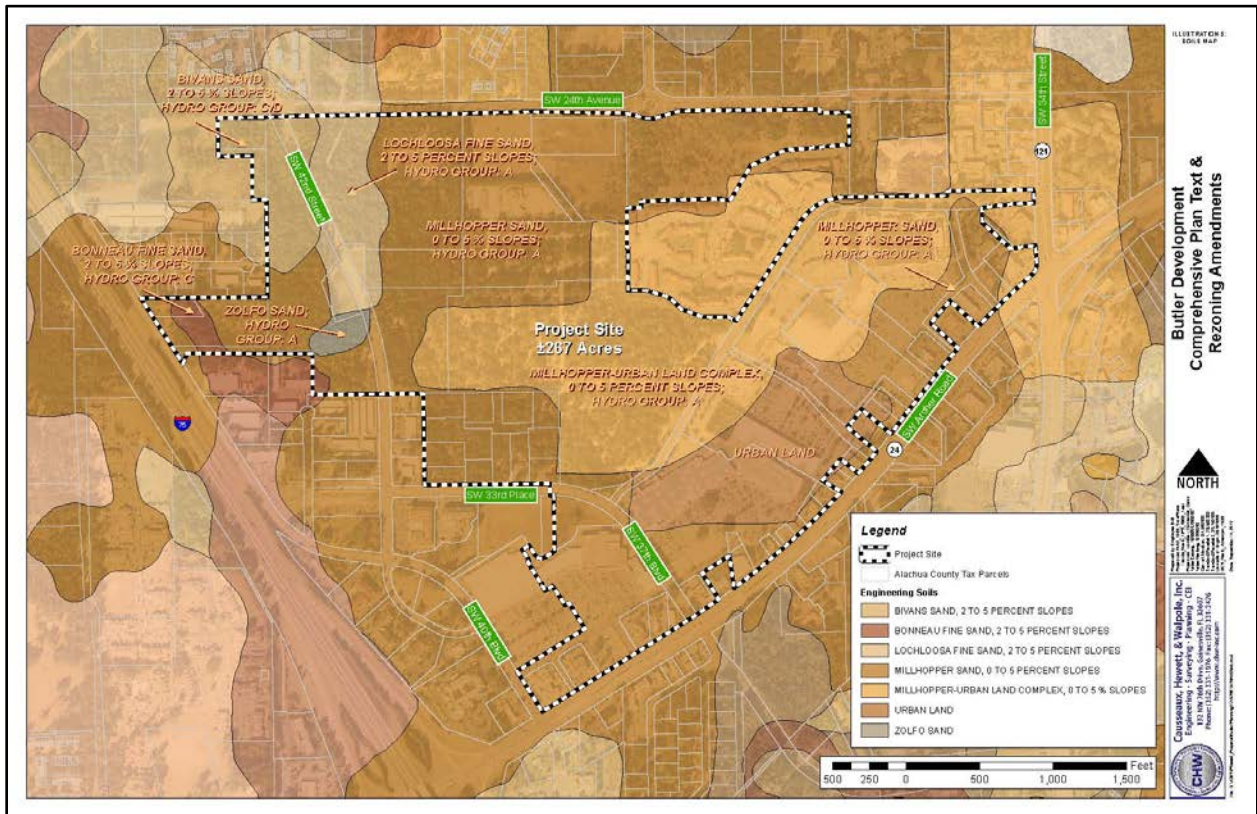 ILLUSTRATION 5:
SOIL MAP
Butler Development
Comprehensive Plan Text &
Rezoning Amendments
NORTH
Causseaux, Hewett, & Walpole, Inc.
Engineering · Surveying · Planning · CEI
CHW
BIVANS SAND,
2 TO 5 % SLOPES;
HYDRO GROUP: C/D
SW 24th Avenue
SW 34th Street
121
LOCHLOOSA FINE SAND,
2 TO 5 PERCENT SLOPES;
HYDRO GROUP: A
SW 42nd Street
MILLHOPPER SAND,
0 TO 5 % SLOPES;
HYDRO GROUP: A
MILLHOPPER SAND,
0 TO 5 % SLOPES;
HYDRO GROUP: A
BONNEAU FINE SAND,
2 TO 5 % SLOPES;
HYDRO GROUP: C
ZOLFO SAND;
HYDRO
GROUP: A
Project Site
±267 Acres
MILLHOPPER-URBAN LAND COMPLEX,
0 TO 5 PERCENT SLOPES;
HYDRO GROUP: A
SW Archer Road
75
24
URBAN LAND
SW 33rd Place
SW 37th Blvd
SW 40th Blvd
Legend
Project Site
Alachua County Tax Parcels
Engineering Soils
BIVANS SAND, 2 TO 5 PERCENT SLOPES
BONNEAU FINE SAND, 2 TO 5 PERCENT SLOPES
LOCHLOOSA FINE SAND, 2 TO 5 PERCENT SLOPES
MILLHOPPER SAND, 0 TO 5 PERCENT SLOPES
MILLHOPPER-URBAN LAND COMPLEX, 0 TO 5 % SLOPES
URBAN LAND
ZOLFO SAND
Feet
500 250 0 500 1,000 1,500